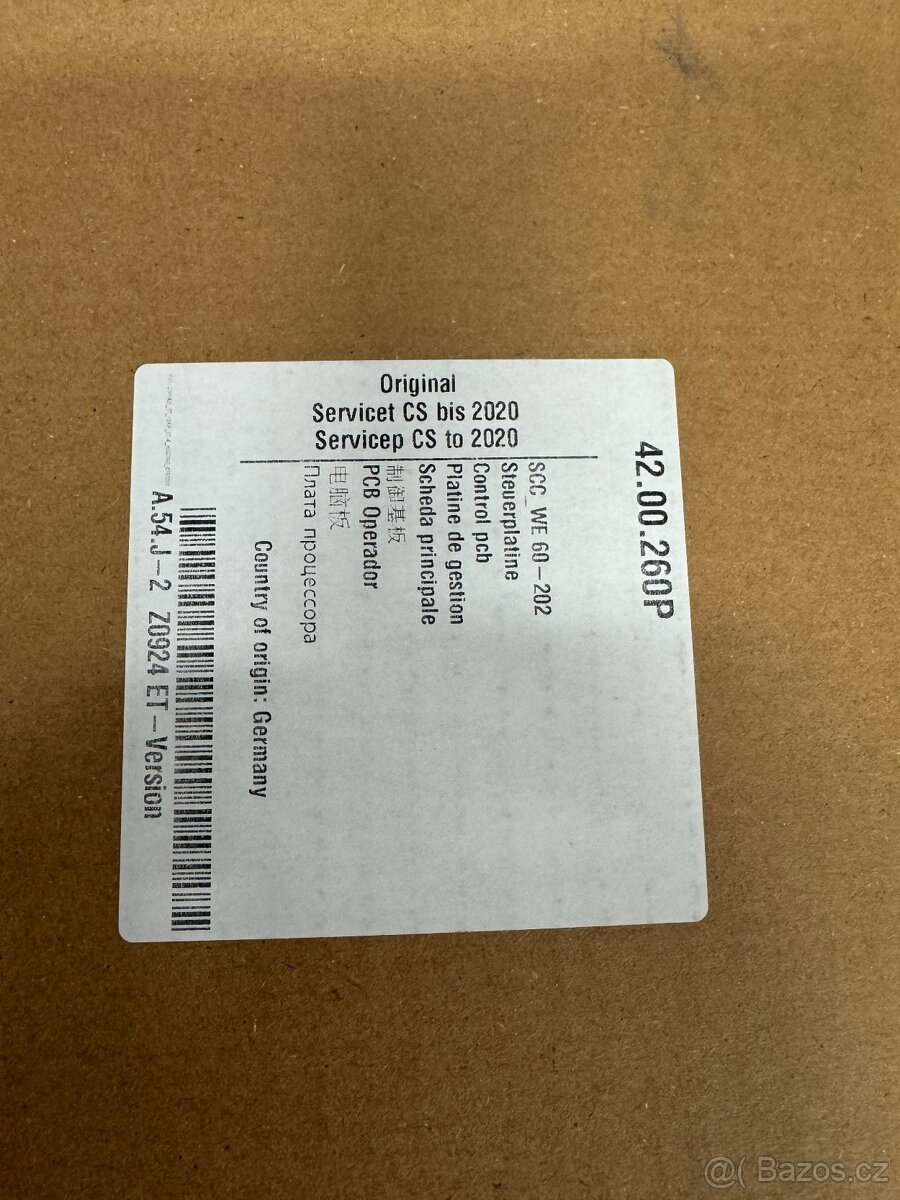 Original
Servicet CS bis 2020
Servicep CS to 2020
42.00.260P
SCC_WE 60-202
Steuerplatine
Control pcb
Platine de gestion
Scheda principale
制御基板
PCB Operador
电脑板
Плата процессора
Country of origin: Germany
A.54.J-2 Z0924 ET-Version
@( Bazos.cz